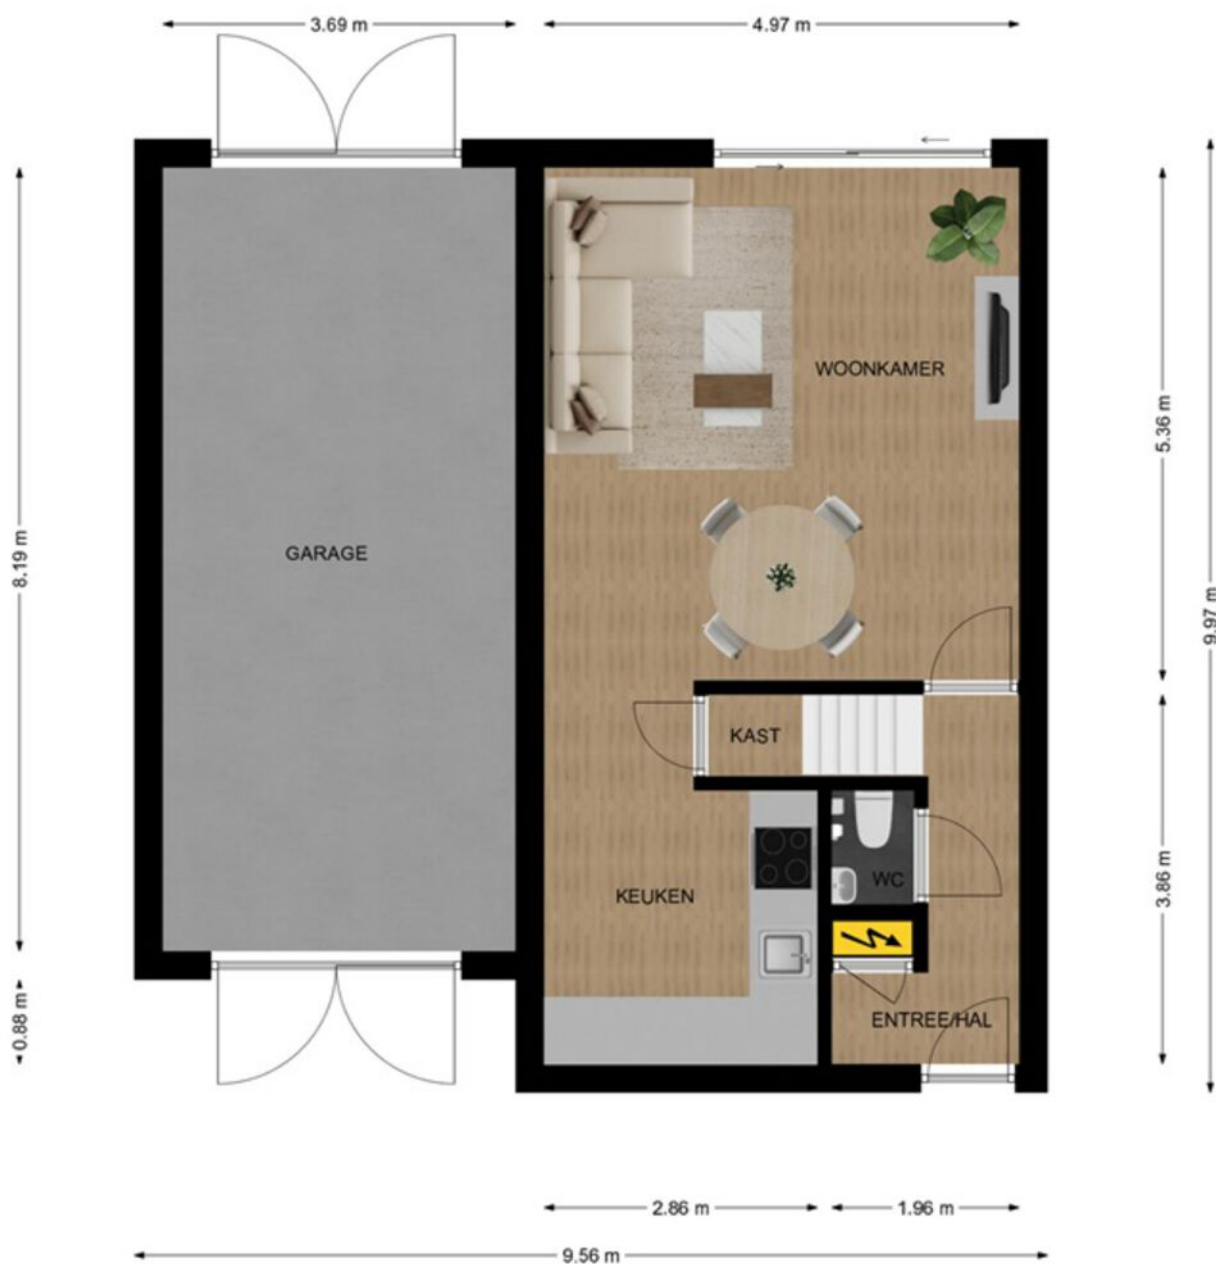 3.69 m
4.97 m
WOONKAMER
5.36 m
GARAGE
8.19 m
9.97 m
KAST
KEUKEN
WC
3.86 m
0.88 m
ENTREE/HAL
2.86 m
1.96 m
9.56 m